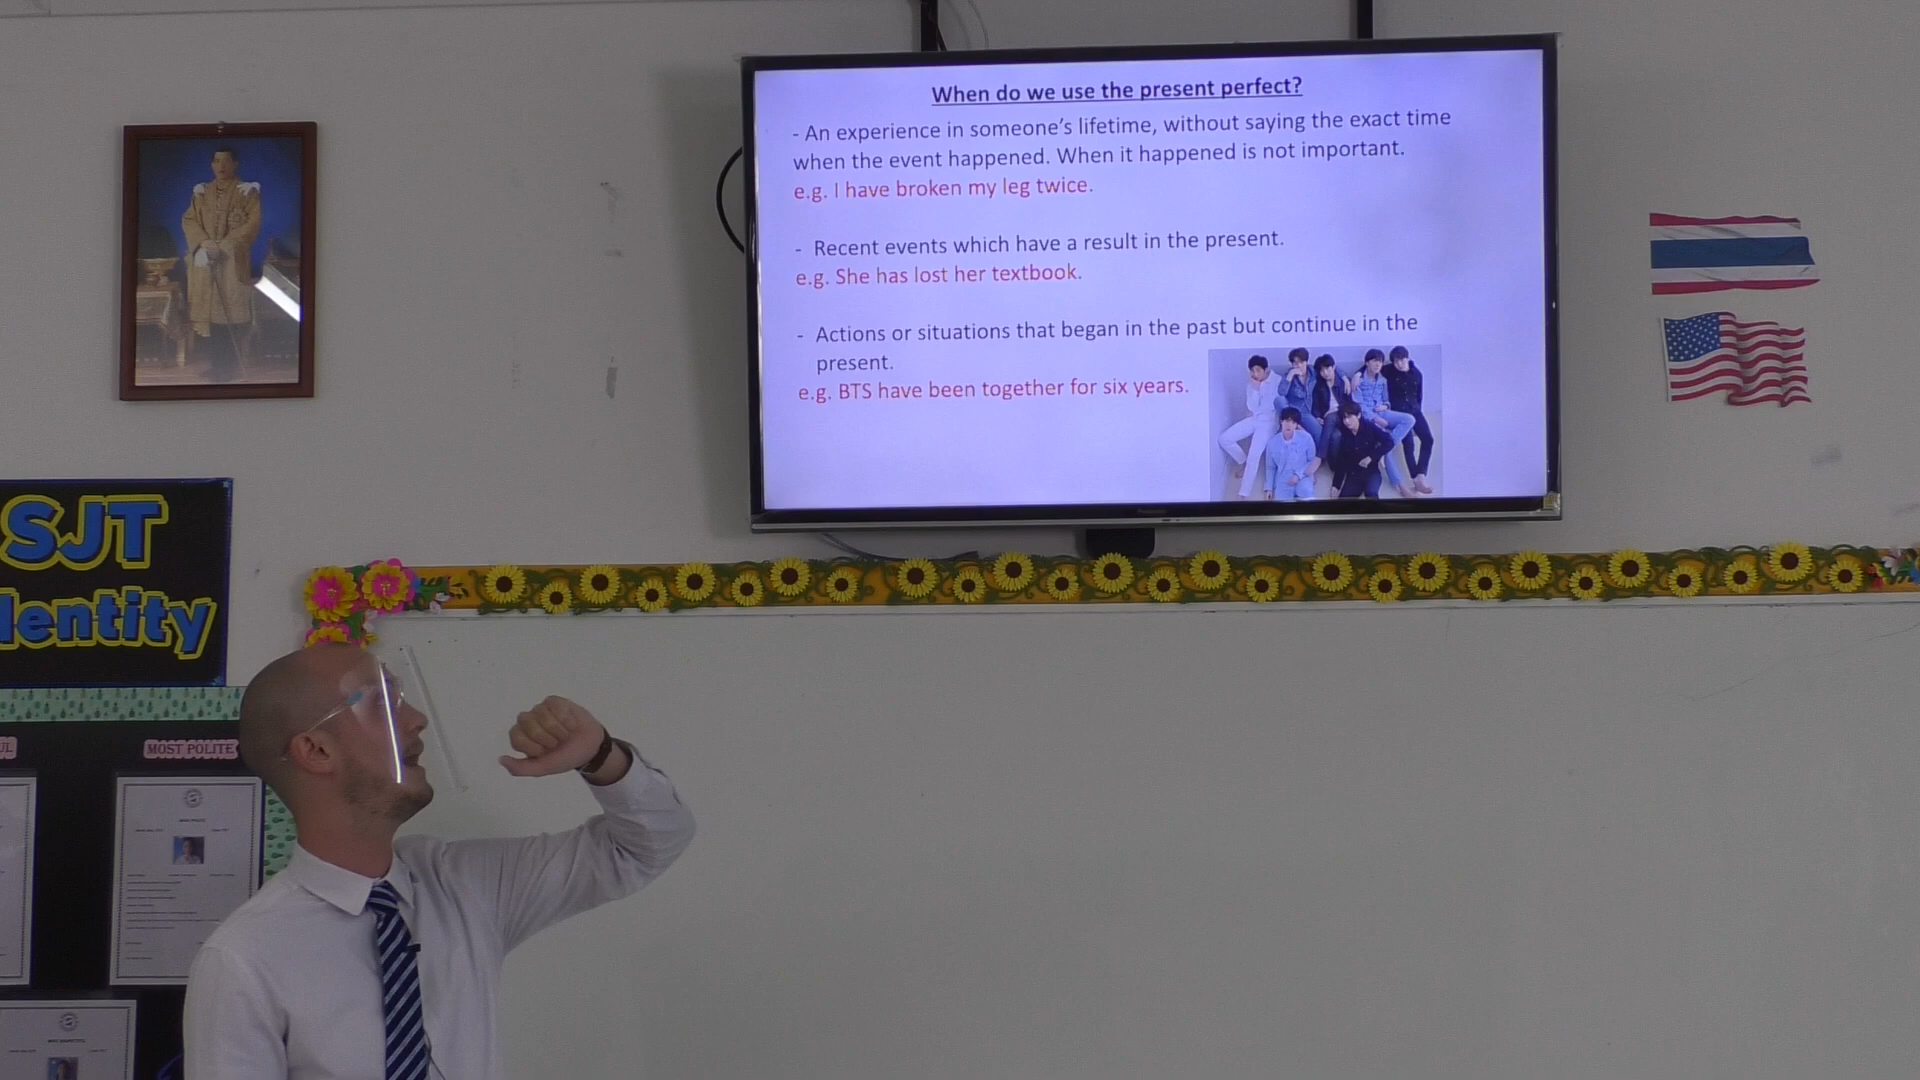 When do we use the present perfect?
- An experience in someone's lifetime, without saying the exact time
when the event happened. When it happened is not important.
e.g. I have broken my leg twice.
- Recent events which have a result in the present.
e.g. She has lost her textbook.
- Actions or situations that began in the past but continue in the
present.
e.g. BTS have been together for six years.
Panasonic
SJT
dentity
UL
MOST POLITE